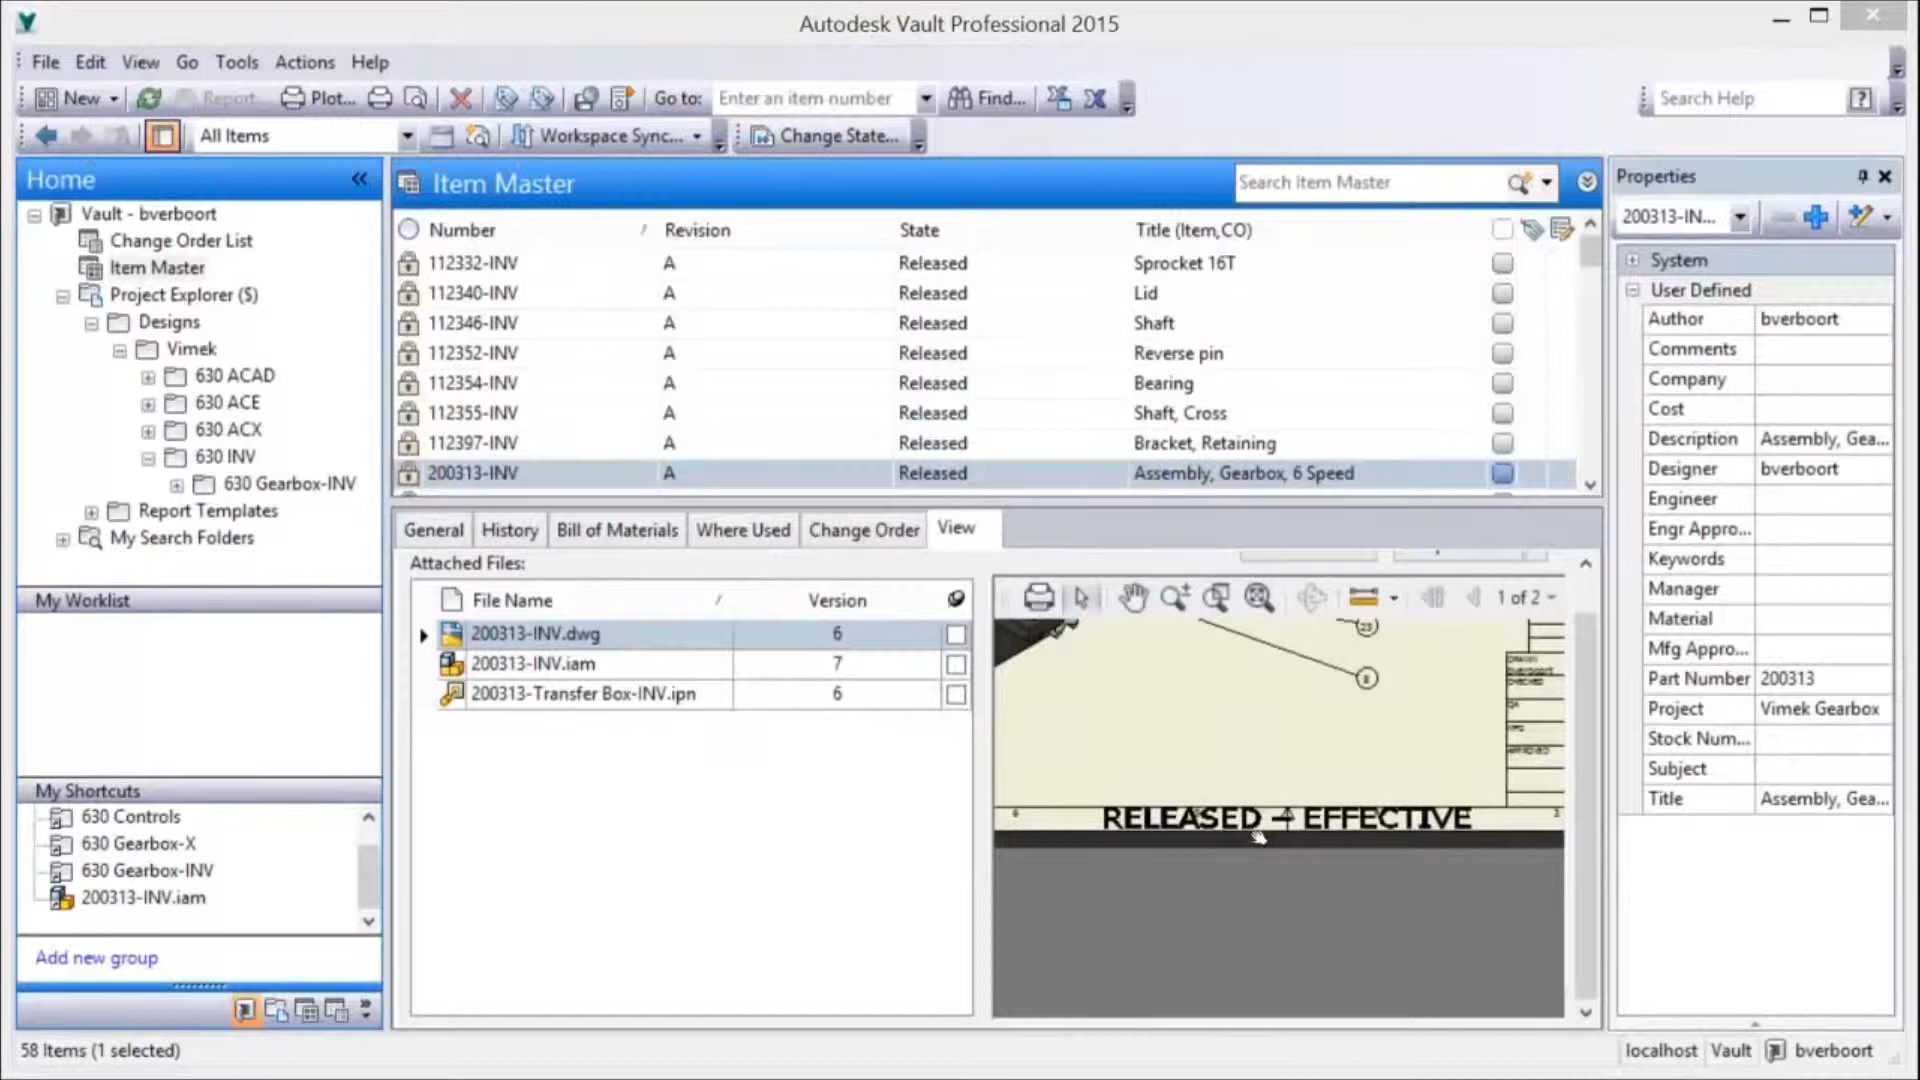 Autodesk Vault Professional 2015
File Edit View Go Tools Actions Help
New Report... Plot... Go to: Enter an item number Find... Search Help
All Items Workspace Sync... Change State...
Home
Vault - bverboort
Change Order List
Item Master
Project Explorer ($)
Designs
Vimek
630 ACAD
630 ACE
630 ACX
630 INV
630 Gearbox-INV
Report Templates
My Search Folders
My Worklist
My Shortcuts
630 Controls
630 Gearbox-X
630 Gearbox-INV
200313-INV.iam
Add new group
Item Master Search Item Master
Number / Revision State Title (Item,CO)
112332-INV A Released Sprocket 16T
112340-INV A Released Lid
112346-INV A Released Shaft
112352-INV A Released Reverse pin
112354-INV A Released Bearing
112355-INV A Released Shaft, Cross
112397-INV A Released Bracket, Retaining
200313-INV A Released Assembly, Gearbox, 6 Speed
General History Bill of Materials Where Used Change Order View
Attached Files:
File Name / Version
200313-INV.dwg 6
200313-INV.iam 7
200313-Transfer Box-INV.ipn 6
1 of 2
23
8
6
RELEASED - EFFECTIVE
Properties
200313-IN...
System
User Defined
Author bverboort
Comments
Company
Cost
Description Assembly, Gea...
Designer bverboort
Engineer
Engr Appro...
Keywords
Manager
Material
Mfg Appro...
Part Number 200313
Project Vimek Gearbox
Stock Num...
Subject
Title Assembly, Gea...
58 Items (1 selected)
localhost Vault bverboort